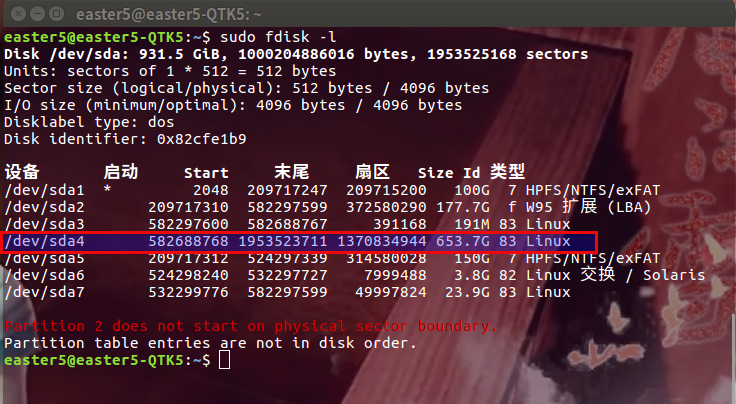 easter5@easter5-QTK5: ~
easter5@easter5-QTK5:~$ sudo fdisk -l
Disk /dev/sda: 931.5 GiB, 1000204886016 bytes, 1953525168 sectors
Units: sectors of 1 * 512 = 512 bytes
Sector size (logical/physical): 512 bytes / 4096 bytes
I/O size (minimum/optimal): 4096 bytes / 4096 bytes
Disklabel type: dos
Disk identifier: 0x82cfe1b9
设备 启动 Start 末尾 扇区 Size Id 类型
/dev/sda1 * 2048 209717247 209715200 100G 7 HPFS/NTFS/exFAT
/dev/sda2 209717310 582297599 372580290 177.7G f W95 扩展 (LBA)
/dev/sda3 582297600 582688767 391168 191M 83 Linux
/dev/sda4 582688768 1953523711 1370834944 653.7G 83 Linux
/dev/sda5 209717312 524297339 314580028 150G 7 HPFS/NTFS/exFAT
/dev/sda6 524298240 532297727 7999488 3.8G 82 Linux 交换 / Solaris
/dev/sda7 532299776 582297599 49997824 23.9G 83 Linux
Partition 2 does not start on physical sector boundary.
Partition table entries are not in disk order.
easter5@easter5-QTK5:~$